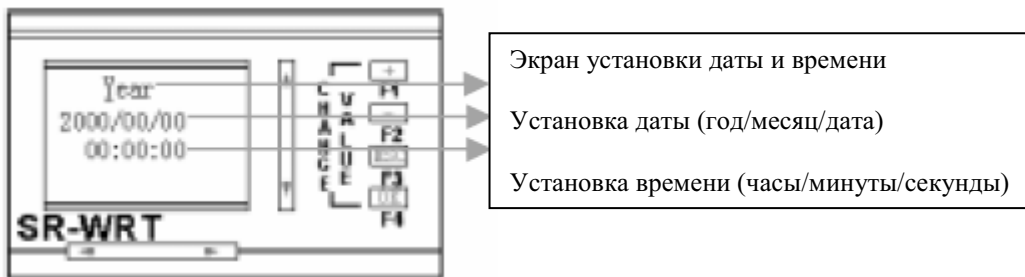 Year
2000/00/00
00:00:00
CHANGE
VALUE
+
F1
-
F2
F3
F4
SR-WRT
Экран установки даты и времени
Установка даты (год/месяц/дата)
Установка времени (часы/минуты/секунды)